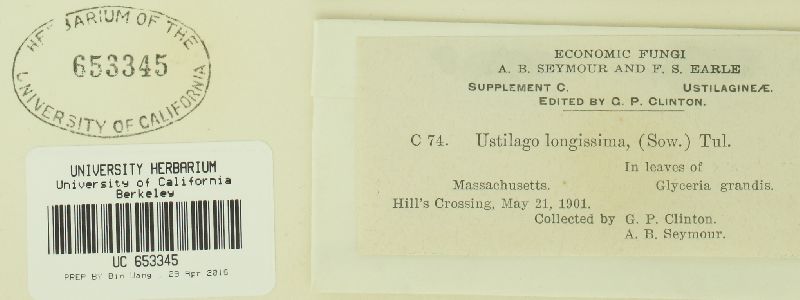 HERBARIUM OF THE
653345
UNIVERSITY OF CALIFORNIA
UNIVERSITY HERBARIUM
University of California
Berkeley
UC 653345
PREP BY Bin Wang . 29 Apr 2016
ECONOMIC FUNGI
A. B. SEYMOUR AND F. S. EARLE
SUPPLEMENT C. USTILAGINEÆ.
EDITED BY G. P. CLINTON.
C 74. Ustilago longissima, (Sow.) Tul.
In leaves of
Massachusetts. Glyceria grandis.
Hill's Crossing, May 21, 1901.
Collected by G. P. Clinton.
A. B. Seymour.